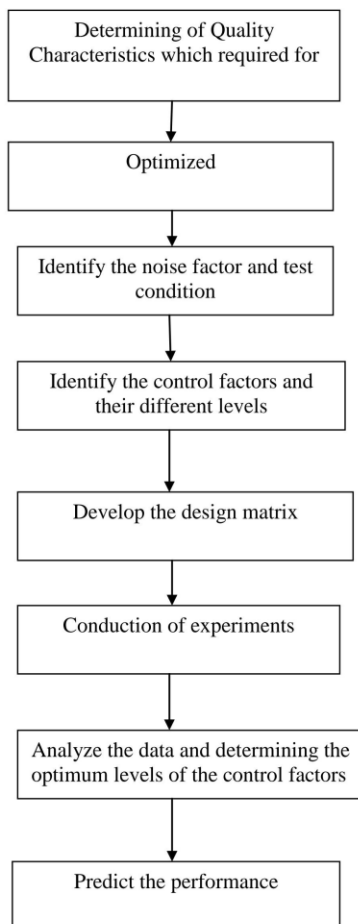 Determining of Quality
Characteristics which required for
Optimized
Identify the noise factor and test
condition
Identify the control factors and
their different levels
Develop the design matrix
Conduction of experiments
Analyze the data and determining the
optimum levels of the control factors
Predict the performance